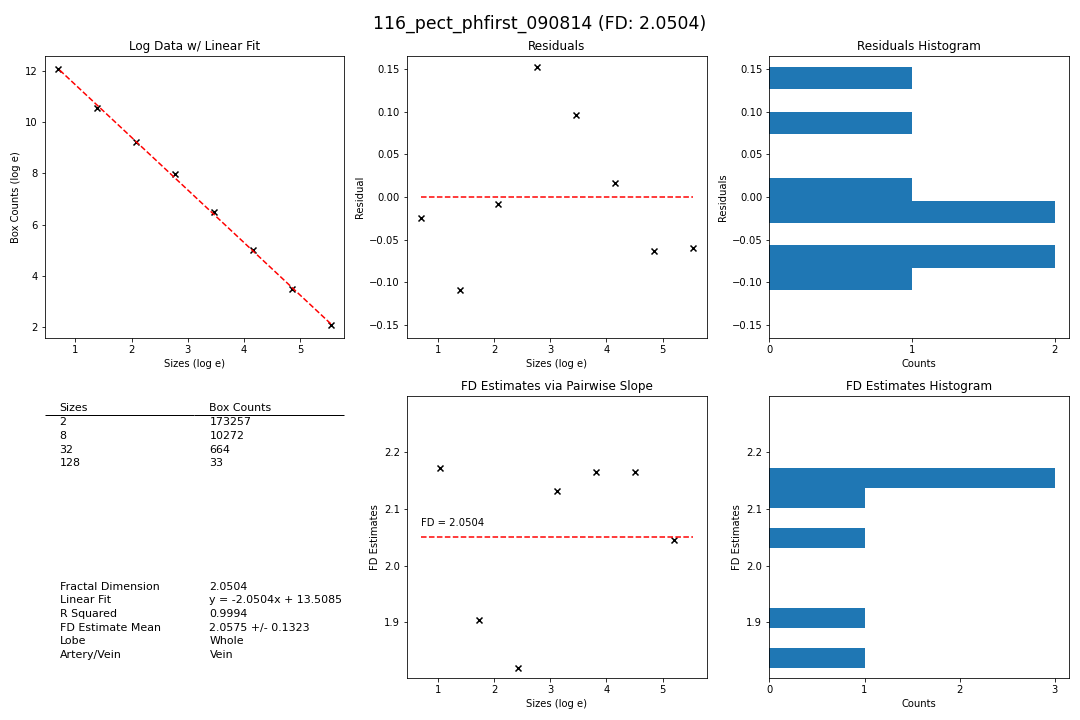 116_pect_phfirst_090814 (FD: 2.0504)
Log Data w/ Linear Fit
12
10
8
6
4
2
Box Counts (log e)
1 2 3 4 5
Sizes (log e)
Residuals
0.15
0.10
0.05
0.00
−0.05
−0.10
−0.15
Residual
1 2 3 4 5
Sizes (log e)
Residuals Histogram
0.15
0.10
0.05
0.00
−0.05
−0.10
−0.15
Residuals
0 1 2
Counts
Sizes Box Counts
2 173257
8 10272
32 664
128 33
Fractal Dimension 2.0504
Linear Fit y = -2.0504x + 13.5085
R Squared 0.9994
FD Estimate Mean 2.0575 +/- 0.1323
Lobe Whole
Artery/Vein Vein
FD Estimates via Pairwise Slope
2.2
2.1
2.0
1.9
FD Estimates
FD = 2.0504
1 2 3 4 5
Sizes (log e)
FD Estimates Histogram
2.2
2.1
2.0
1.9
FD Estimates
0 1 2 3
Counts